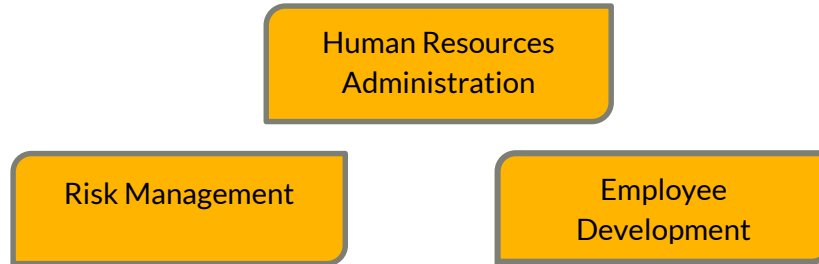 Human Resources
Administration
Risk Management
Employee
Development